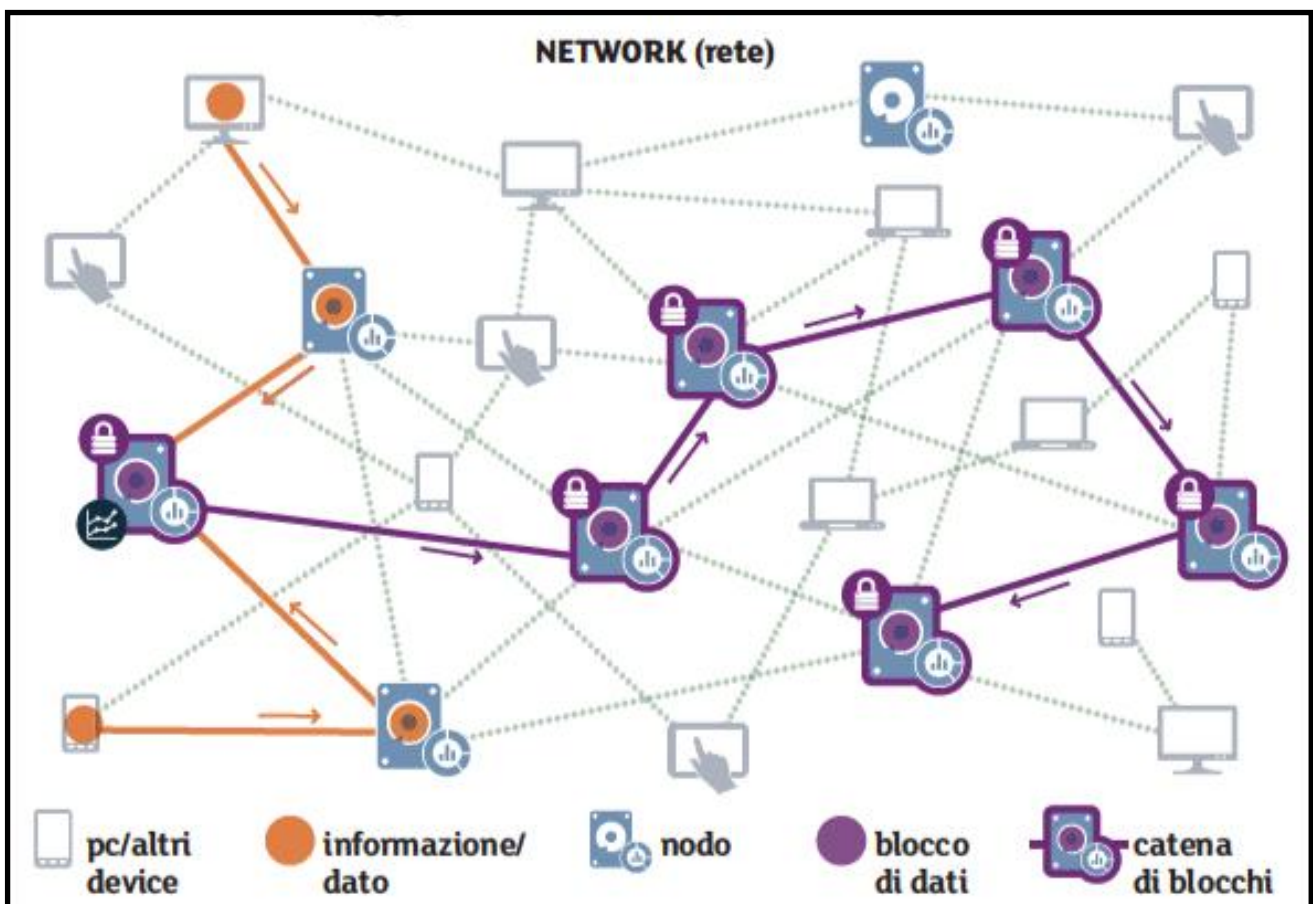 NETWORK (rete)
pc/altri
device
informazione/
dato
nodo
blocco
di dati
catena
di blocchi